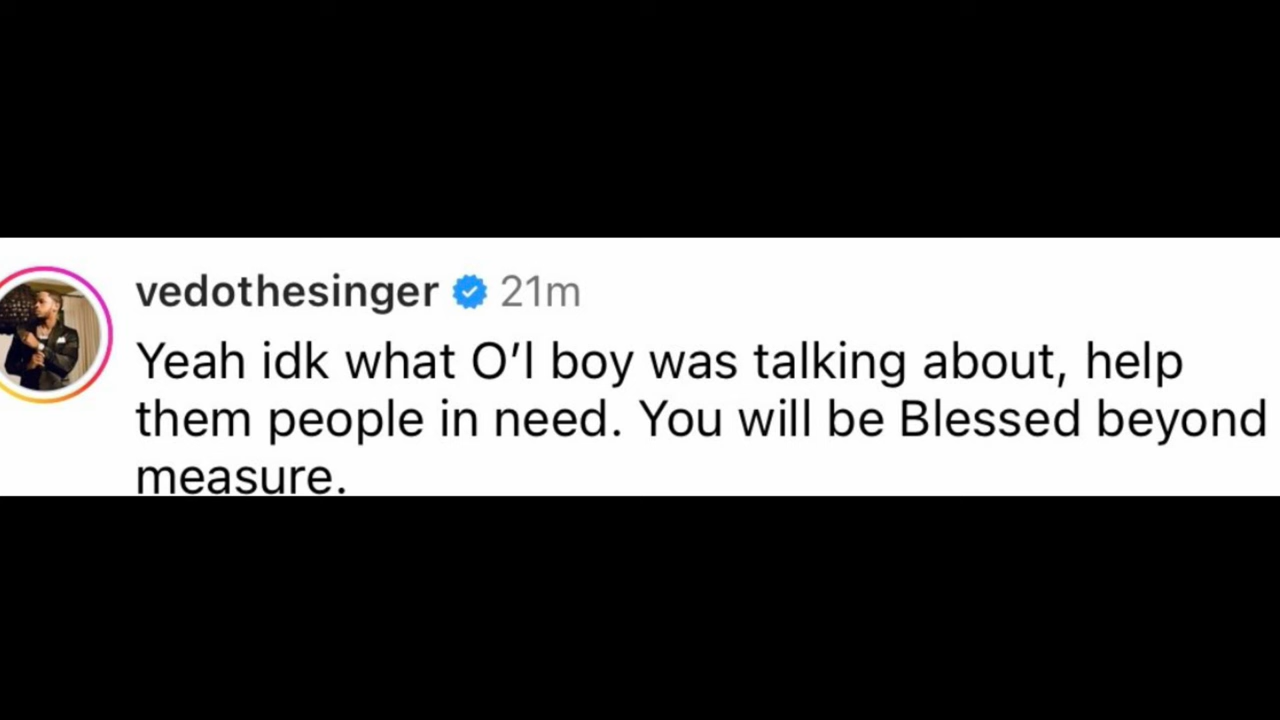 vedothesinger 21m
Yeah idk what O’l boy was talking about, help
them people in need. You will be Blessed beyond
measure.